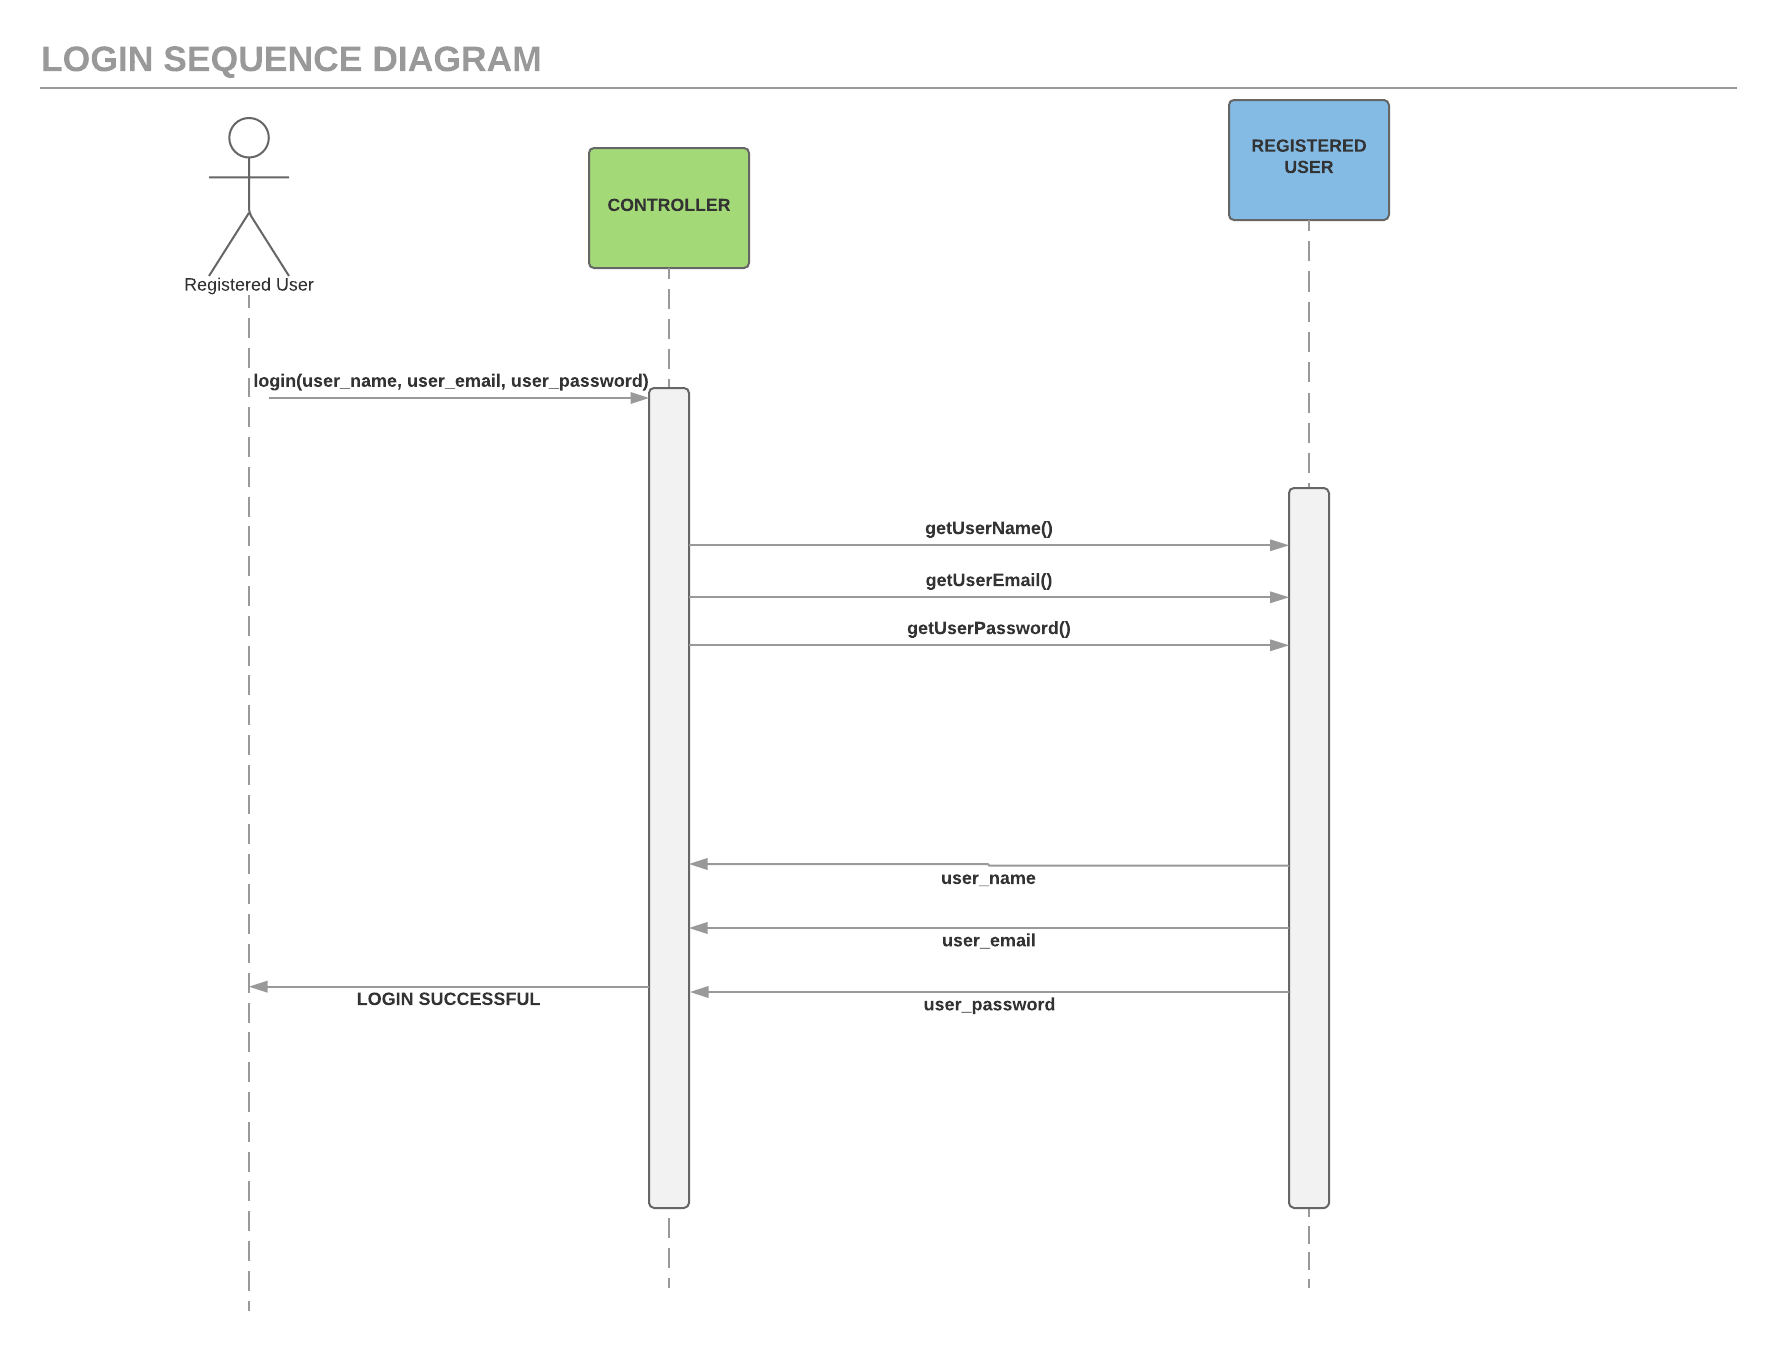 LOGIN SEQUENCE DIAGRAM
REGISTERED
USER
CONTROLLER
Registered User
login(user_name, user_email, user_password)
getUserName()
getUserEmail()
getUserPassword()
user_name
user_email
LOGIN SUCCESSFUL
user_password